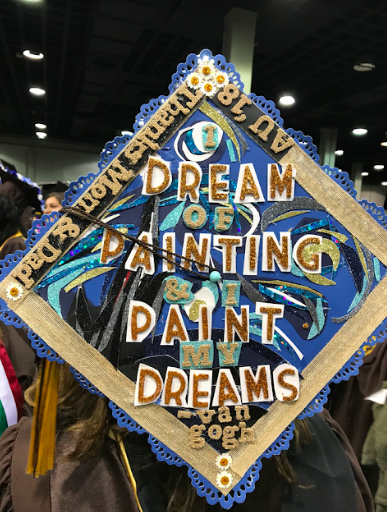 Thanks Mom & Dad
AU '18
I
DREAM
OF
PAINTING
& I
PAINT
MY
DREAMS
-van
gogh